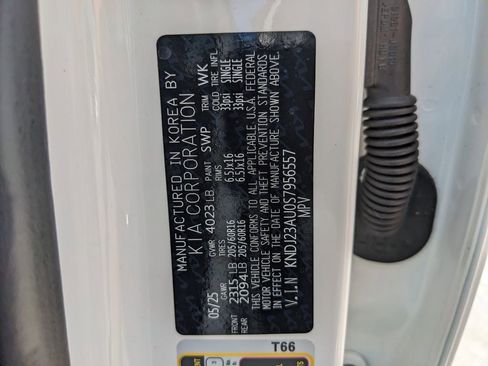 MANUFACTURED IN KOREA BY
KIA CORPORATION
05/25 GVWR 4023 LB PAINT SWP TRIM WK
GAWR RIMS COLD TIRE INFL
FRONT 2315 LB 205/60R16 6.5Jx16 33psi SINGLE
REAR 2094 LB 205/60R16 6.5Jx16 33psi SINGLE
THIS VEHICLE CONFORMS TO ALL APPLICABLE U.S.A. FEDERAL
MOTOR VEHICLE SAFETY AND THEFT PREVENTION STANDARDS
IN EFFECT ON THE DATE OF MANUFACTURE SHOWN ABOVE.
V.I.N KNDJ23AU0S7956557
MPV
T66